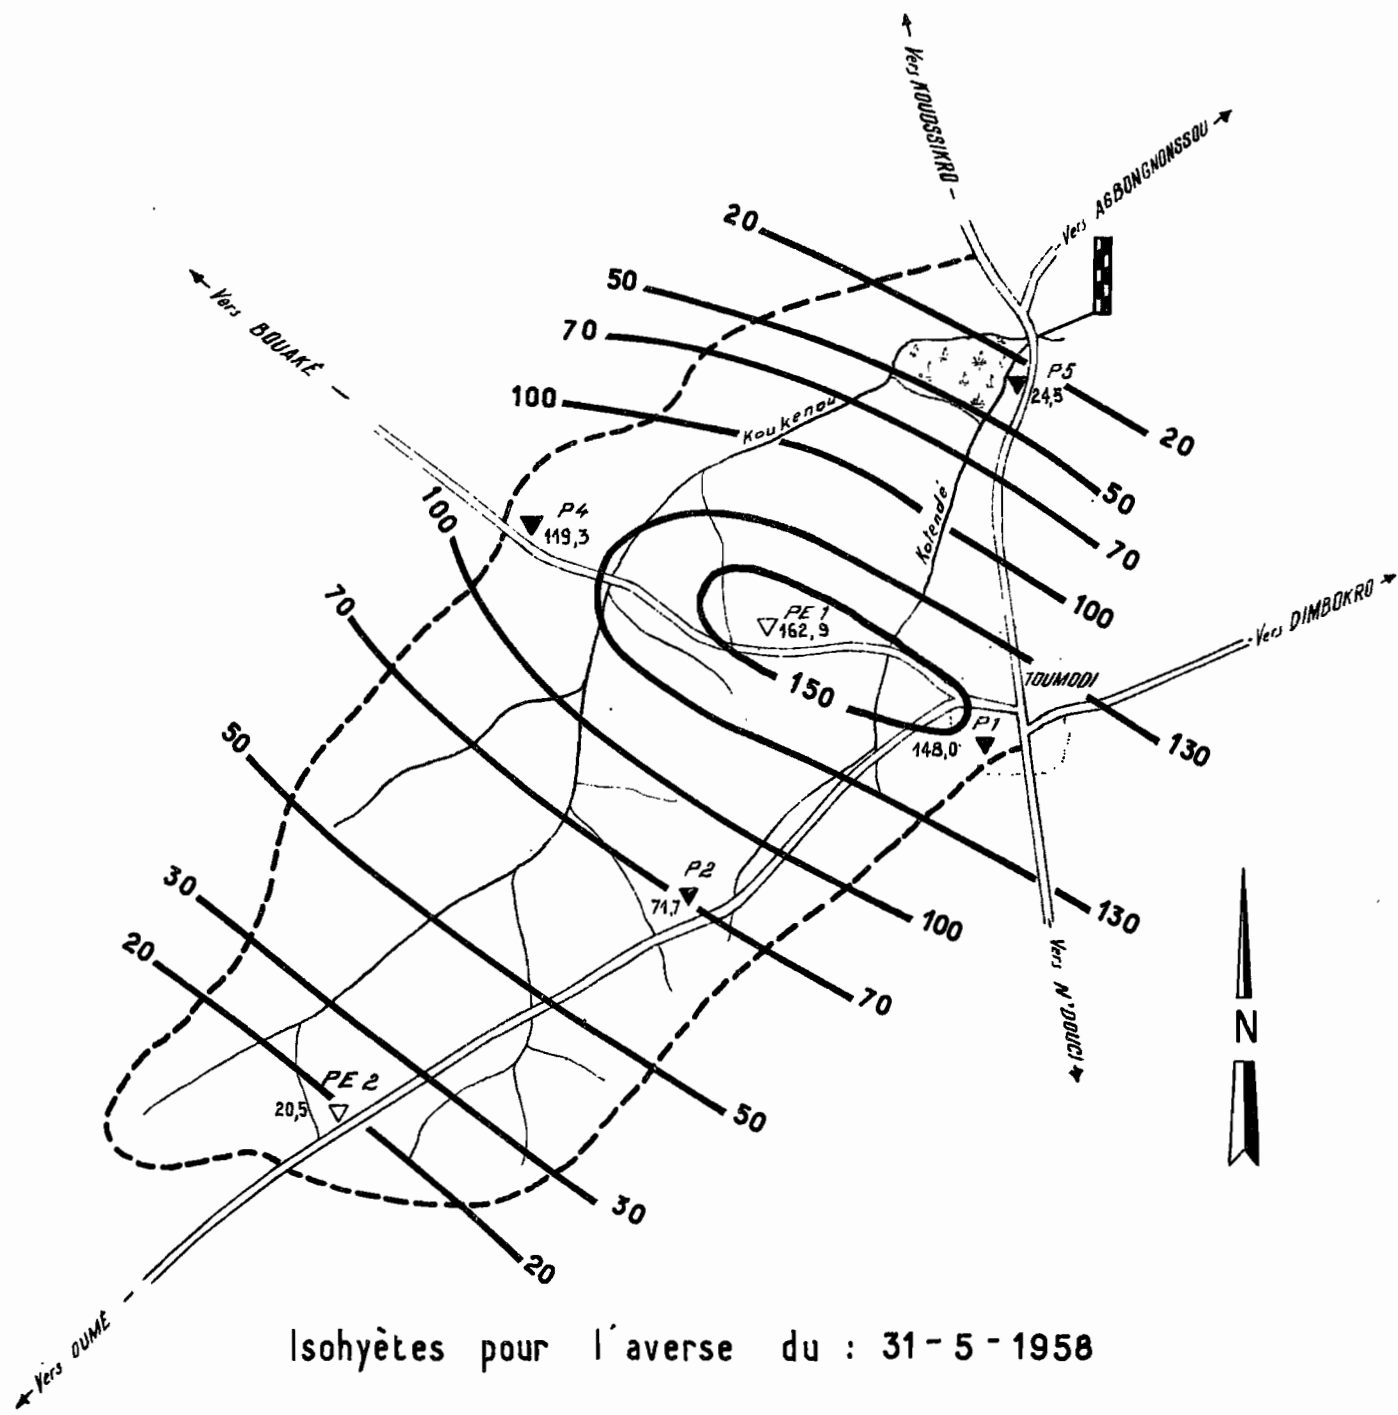 Vers KOUOSSIKRO
Vers AGBONGNONSSOU
20
50
70
100
Vers BOUAKÉ
P5
24,5
20
Koukenou
50
70
100
Kotendé
P4
119,3
100
70
PE 1
162,9
Vers DIMBOKRO
TOUMODI
150
P1
148,0
130
50
P2
71,7
30
100
130
20
70
Vers N'DOUCI
N
PE 2
20,5
50
30
20
Vers OUMÉ
Isohyètes pour l'averse du : 31-5-1958